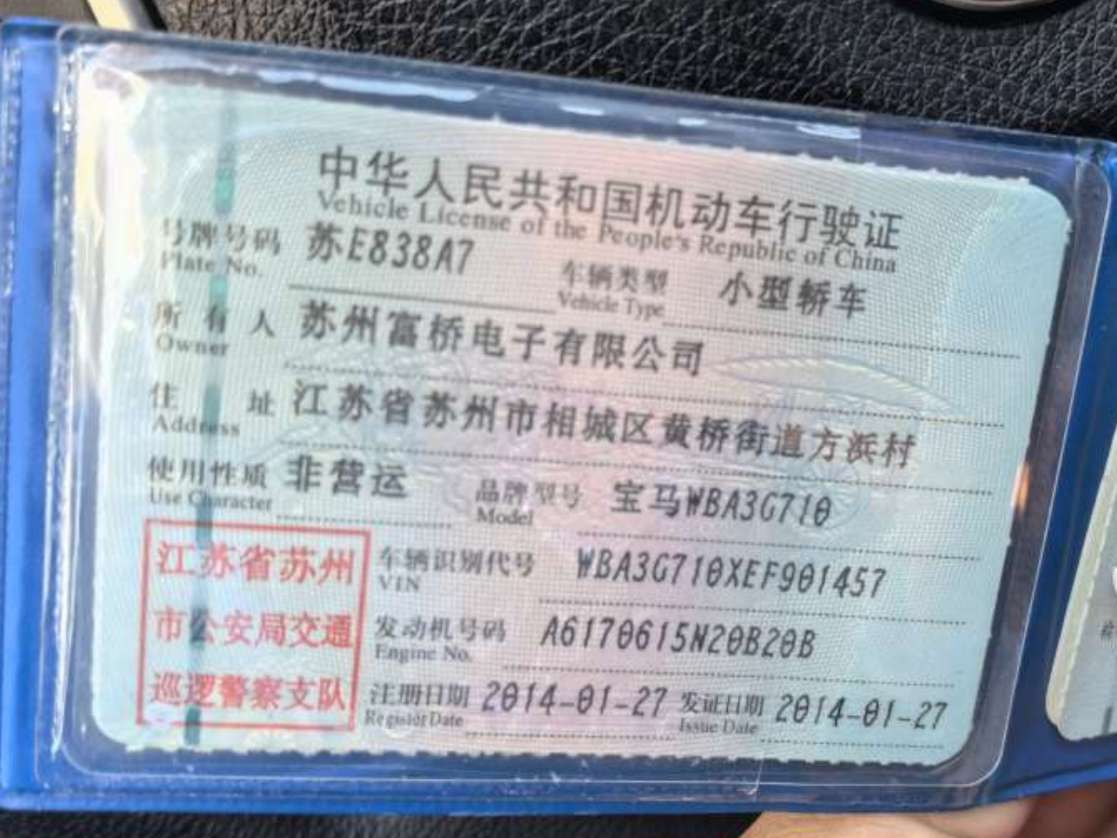 中华人民共和国机动车行驶证
Vehicle License of the People's Republic of China
号牌号码 苏E838A7 车辆类型 小型轿车
Plate No. Vehicle Type
所有人 苏州富桥电子有限公司
Owner
住址 江苏省苏州市相城区黄桥街道方浜村
Address
使用性质 非营运 品牌型号 宝马WBA3G710
Use Character Model
江苏省苏州 车辆识别代号 WBA3G710XEF901457
VIN
市公安局交通 发动机号码 A6170615N20B20B
Engine No.
巡逻警察支队 注册日期 2014-01-27 发证日期 2014-01-27
Register Date Issue Date